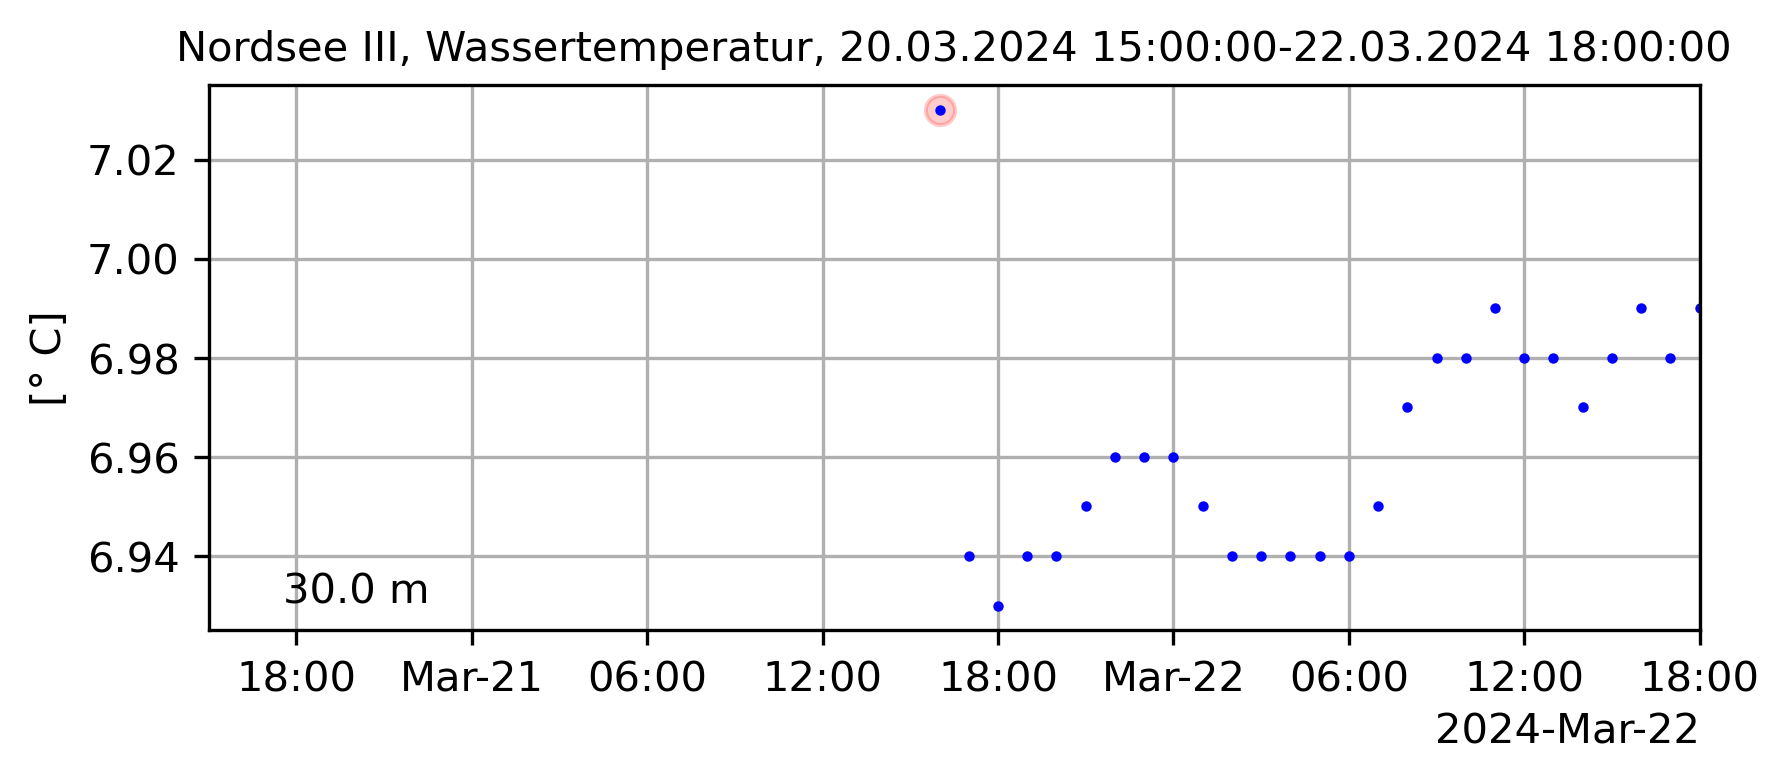 Nordsee III, Wassertemperatur, 20.03.2024 15:00:00-22.03.2024 18:00:00
[° C]
7.02
7.00
6.98
6.96
6.94
30.0 m
18:00 Mar-21 06:00 12:00 18:00 Mar-22 06:00 12:00 18:00
2024-Mar-22